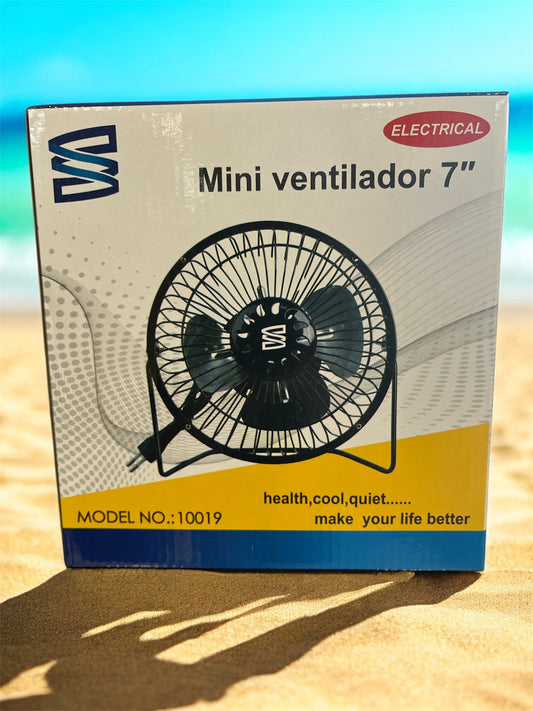 ELECTRICAL
Mini ventilador 7"
health,cool,quiet......
MODEL NO.:10019
make your life better